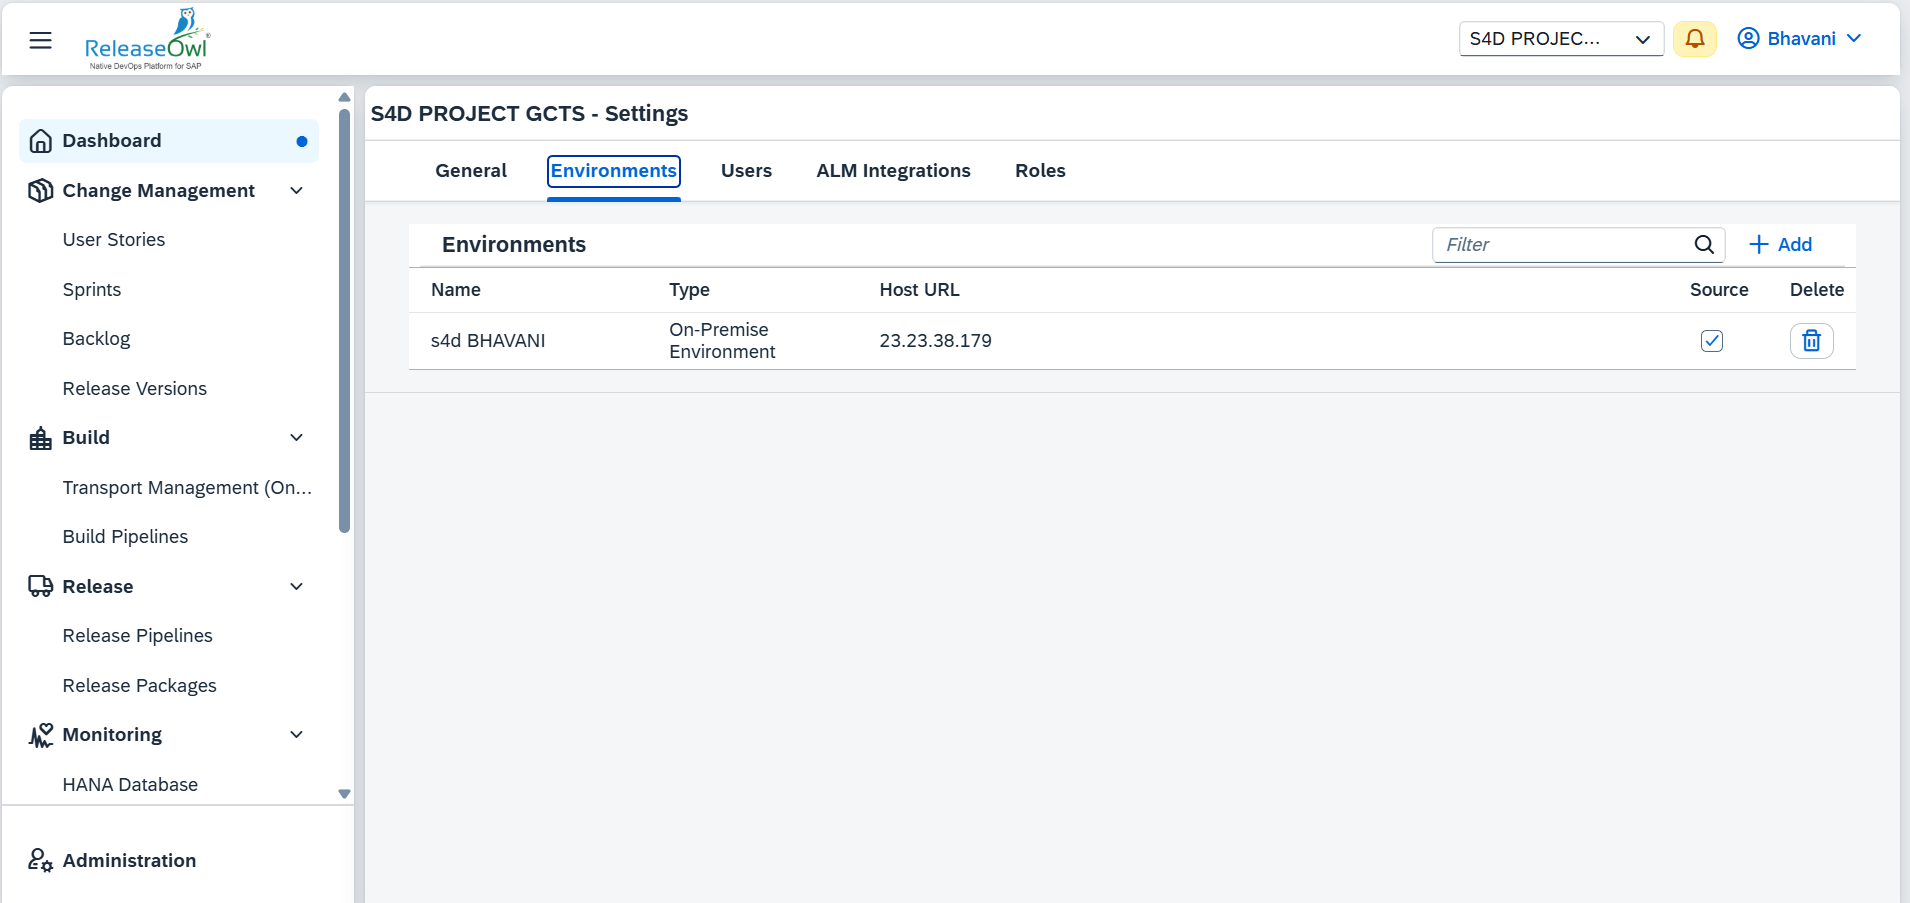 ReleaseOwl®
Native DevOps Platform for SAP
S4D PROJEC...
Bhavani
Dashboard
Change Management
User Stories
Sprints
Backlog
Release Versions
Build
Transport Management (On...
Build Pipelines
Release
Release Pipelines
Release Packages
Monitoring
HANA Database
Administration
S4D PROJECT GCTS - Settings
General Environments Users ALM Integrations Roles
Environments Filter Add
Name Type Host URL Source Delete
s4d BHAVANI On-Premise Environment 23.23.38.179